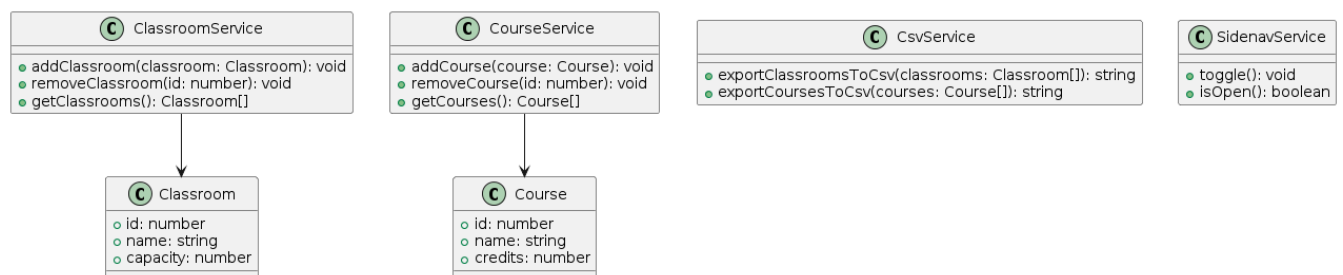 C ClassroomService
addClassroom(classroom: Classroom): void
removeClassroom(id: number): void
getClassrooms(): Classroom[]
C CourseService
addCourse(course: Course): void
removeCourse(id: number): void
getCourses(): Course[]
C CsvService
exportClassroomsToCsv(classrooms: Classroom[]): string
exportCoursesToCsv(courses: Course[]): string
C SidenavService
toggle(): void
isOpen(): boolean
C Classroom
id: number
name: string
capacity: number
C Course
id: number
name: string
credits: number